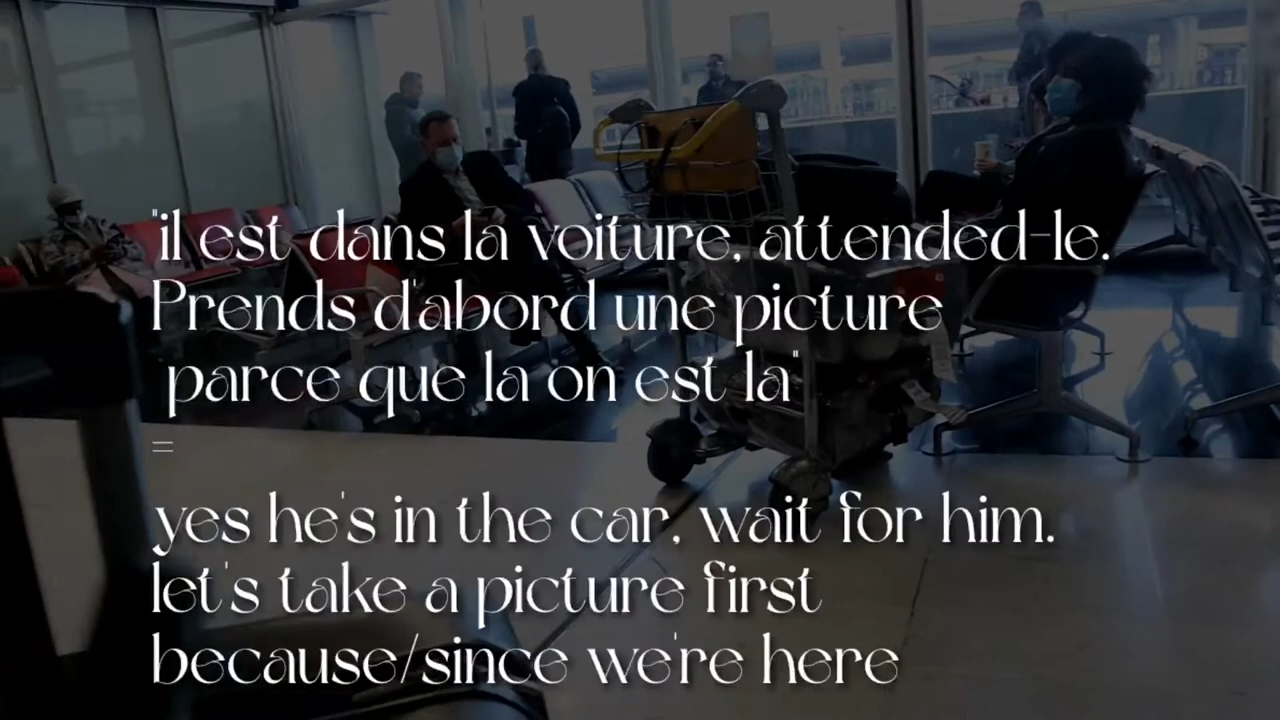 "il est dans la voiture, attended-le.
Prends d'abord une picture
parce que la on est la"
=
yes he's in the car, wait for him.
let's take a picture first
because/since we're here